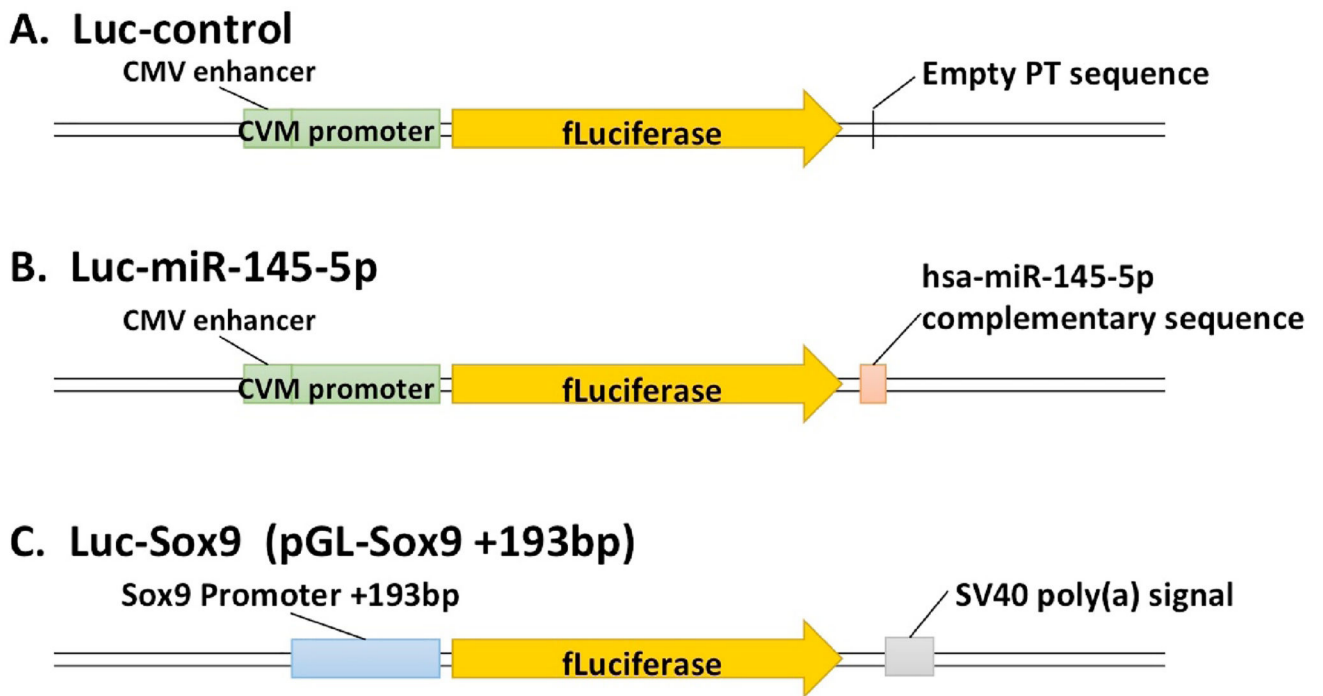 A. Luc-control
CMV enhancer
Empty PT sequence
CVM promoter
fLuciferase
B. Luc-miR-145-5p
hsa-miR-145-5p
complementary sequence
CMV enhancer
CVM promoter
fLuciferase
C. Luc-Sox9 (pGL-Sox9 +193bp)
Sox9 Promoter +193bp
SV40 poly(a) signal
fLuciferase